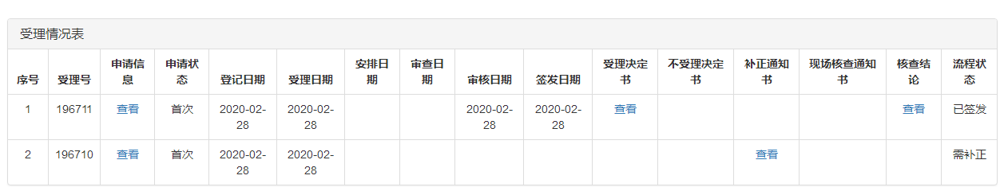 受理情况表
序号 受理号 申请信息 申请状态 登记日期 受理日期 安排日期 审查日期 审核日期 签发日期 受理决定书 不受理决定书 补正通知书 现场核查通知书 核查结论 流程状态
1 196711 查看 首次 2020-02-28 2020-02-28 2020-02-28 2020-02-28 查看 查看 已签发
2 196710 查看 首次 2020-02-28 2020-02-28 查看 需补正